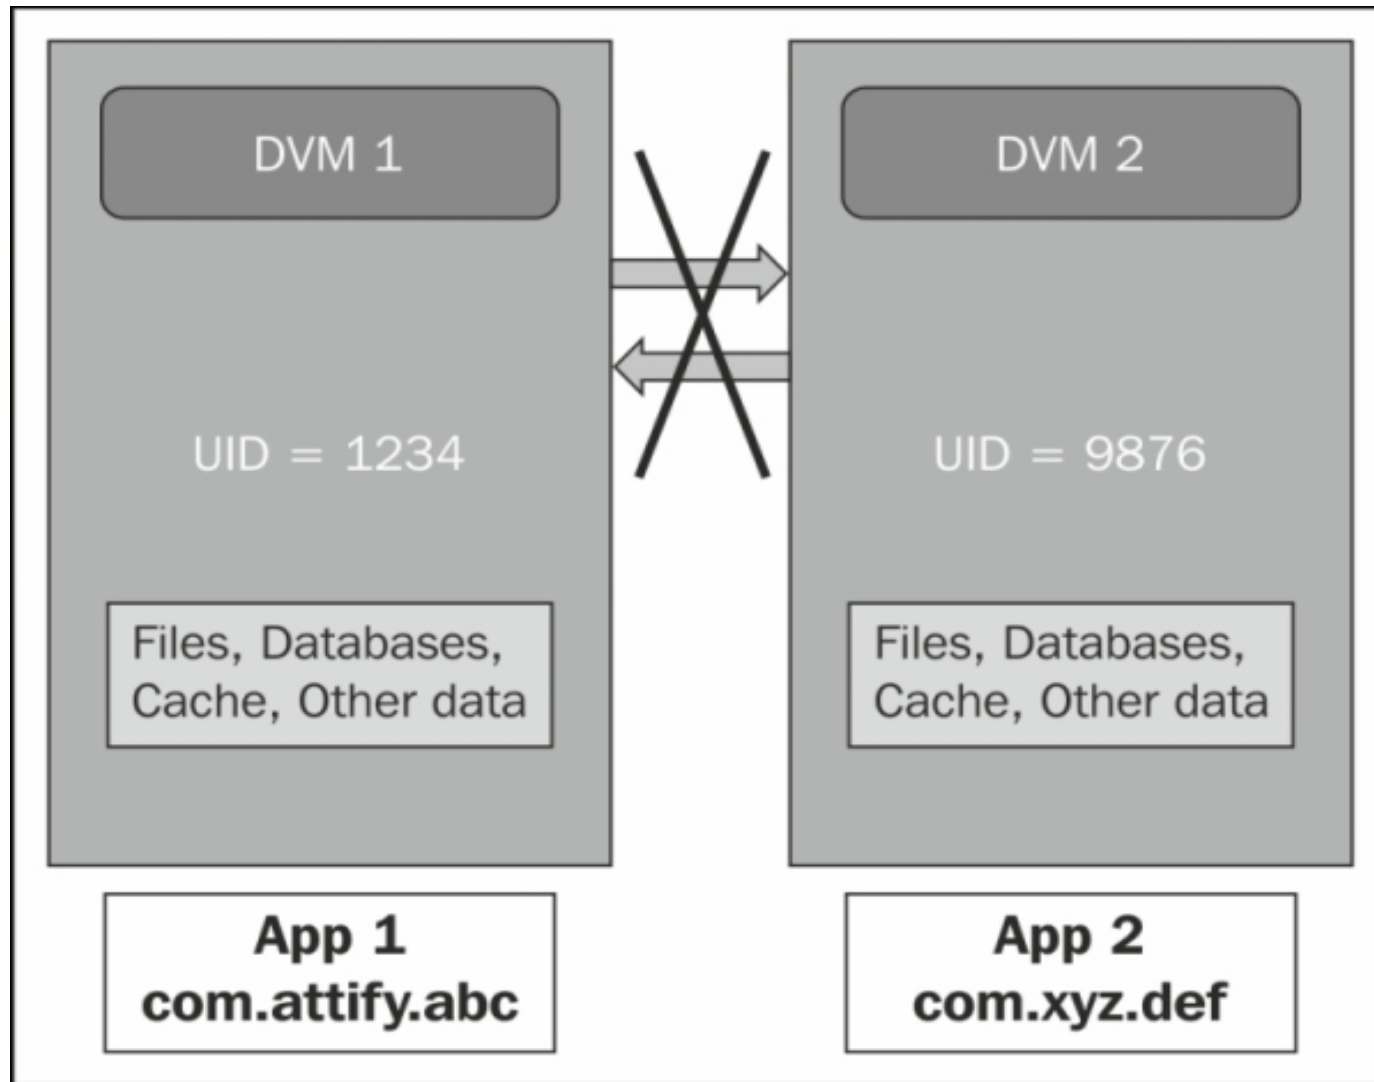 DVM 1
DVM 2
UID = 1234
UID = 9876
Files, Databases,
Cache, Other data
Files, Databases,
Cache, Other data
App 1
com.attify.abc
App 2
com.xyz.def